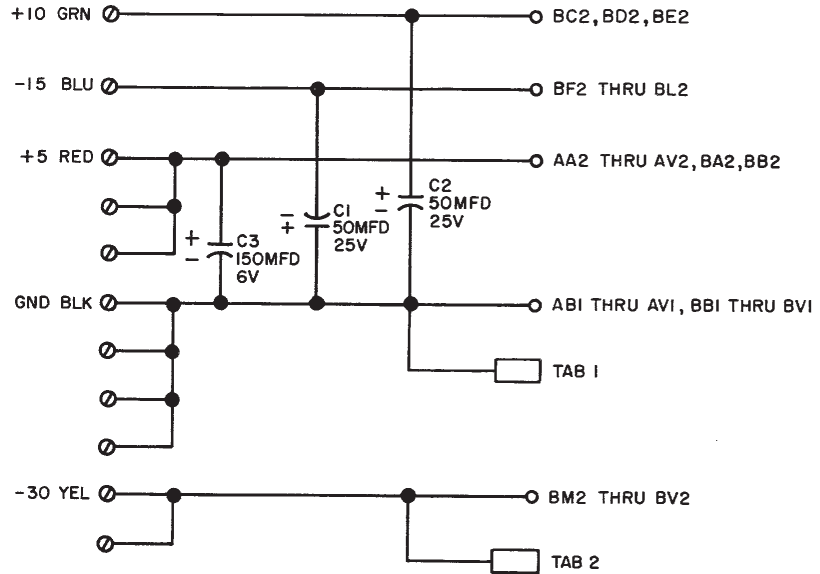 +10 GRN
BC2, BD2, BE2
-15 BLU
BF2 THRU BL2
+5 RED
AA2 THRU AV2, BA2, BB2
+
-
C2
50MFD
25V
-
+
C1
50MFD
25V
+
-
C3
150MFD
6V
GND BLK
AB1 THRU AV1, BB1 THRU BV1
TAB 1
-30 YEL
BM2 THRU BV2
TAB 2